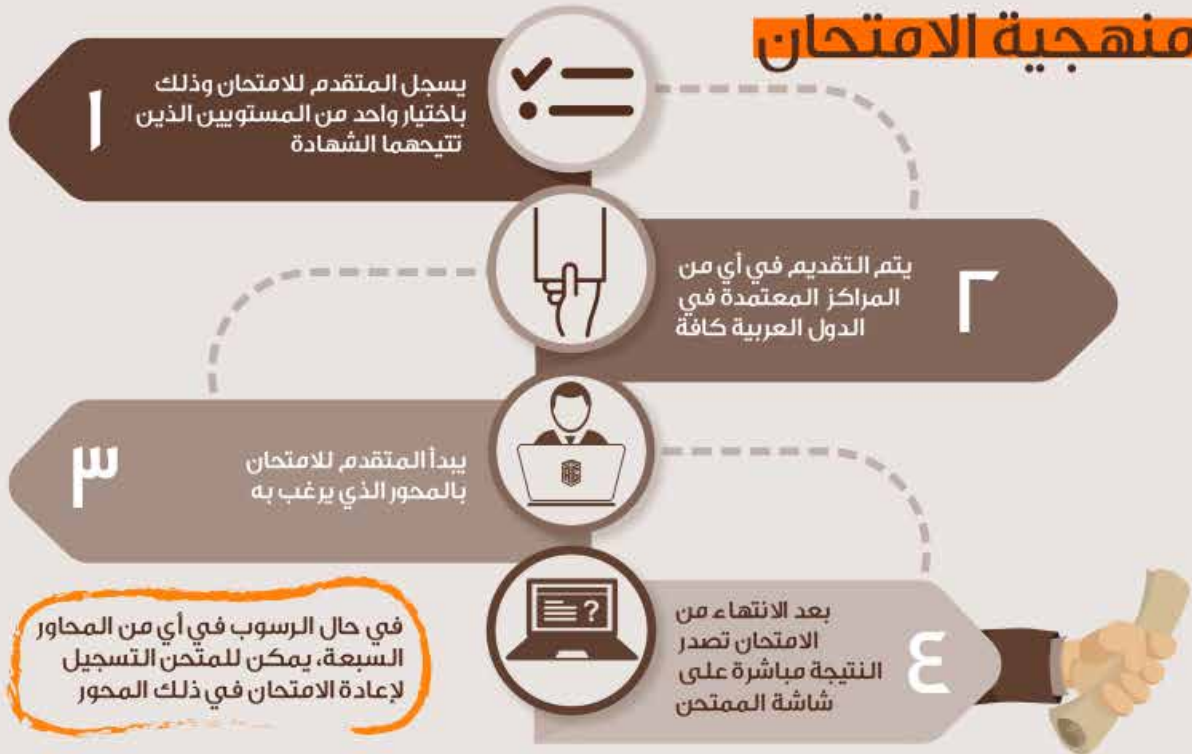 منهجية الامتحان
١
يسجل المتقدم للامتحان وذلك
باختيار واحد من المستويين الذين
تتيحهما الشهادة
٢
يتم التقديم في أي من
المراكز المعتمدة في
الدول العربية كافة
٣
يبدأ المتقدم للامتحان
بالمحور الذي يرغب به
٤
بعد الانتهاء من
الامتحان تصدر
النتيجة مباشرة على
شاشة الممتحن
في حال الرسوب في أي من المحاور
السبعة، يمكن للمتحن التسجيل
لإعادة الامتحان في ذلك المحور
?